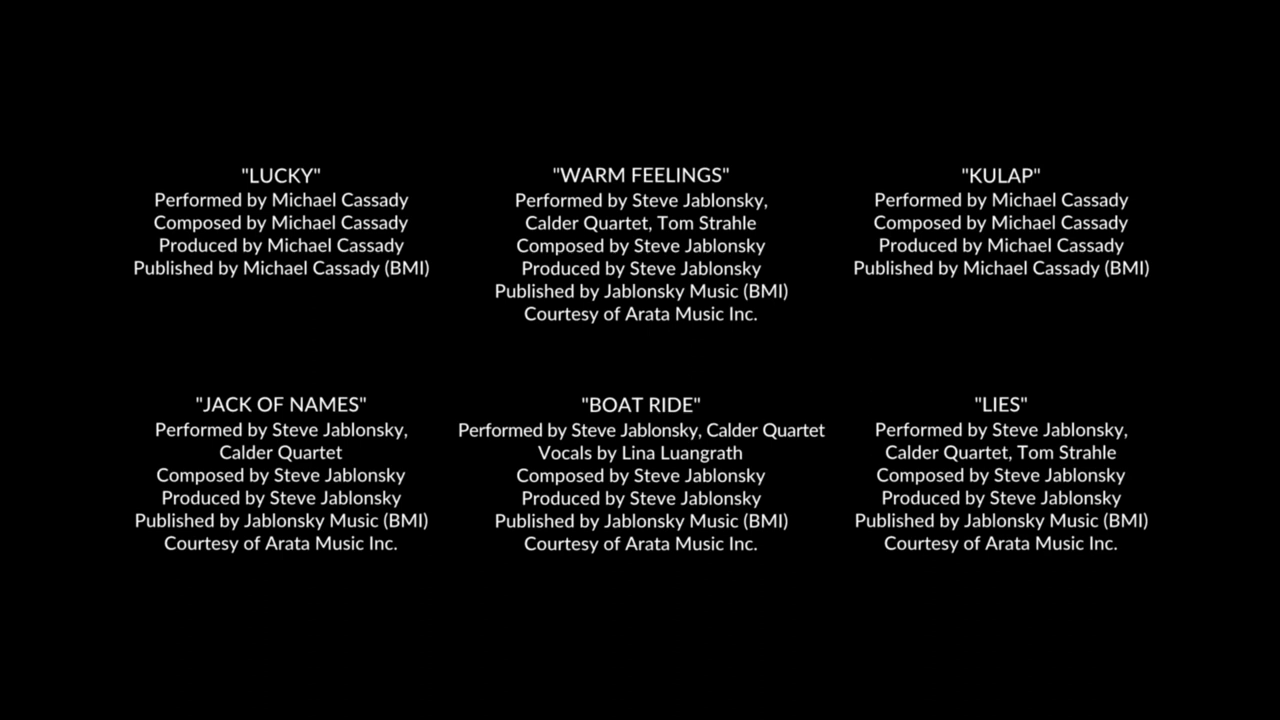 "LUCKY"
Performed by Michael Cassady
Composed by Michael Cassady
Produced by Michael Cassady
Published by Michael Cassady (BMI)
"WARM FEELINGS"
Performed by Steve Jablonsky,
Calder Quartet, Tom Strahle
Composed by Steve Jablonsky
Produced by Steve Jablonsky
Published by Jablonsky Music (BMI)
Courtesy of Arata Music Inc.
"KULAP"
Performed by Michael Cassady
Composed by Michael Cassady
Produced by Michael Cassady
Published by Michael Cassady (BMI)
"JACK OF NAMES"
Performed by Steve Jablonsky,
Calder Quartet
Composed by Steve Jablonsky
Produced by Steve Jablonsky
Published by Jablonsky Music (BMI)
Courtesy of Arata Music Inc.
"BOAT RIDE"
Performed by Steve Jablonsky, Calder Quartet
Vocals by Lina Luangrath
Composed by Steve Jablonsky
Produced by Steve Jablonsky
Published by Jablonsky Music (BMI)
Courtesy of Arata Music Inc.
"LIES"
Performed by Steve Jablonsky,
Calder Quartet, Tom Strahle
Composed by Steve Jablonsky
Produced by Steve Jablonsky
Published by Jablonsky Music (BMI)
Courtesy of Arata Music Inc.